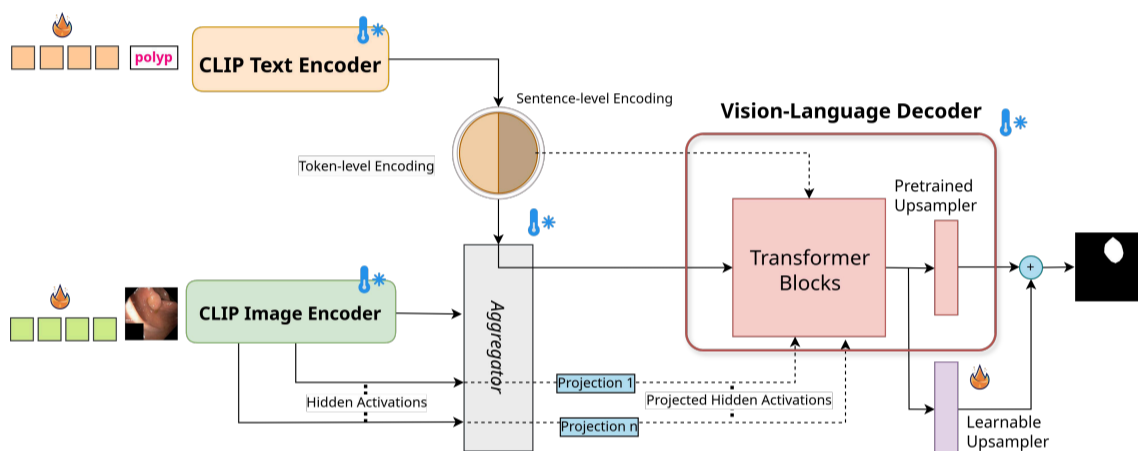 polyp
CLIP Text Encoder
Sentence-level Encoding
Token-level Encoding
Vision-Language Decoder
Pretrained
Upsampler
Transformer
Blocks
+
CLIP Image Encoder
Aggregator
Hidden Activations
Projection 1
Projected Hidden Activations
Projection n
Learnable
Upsampler